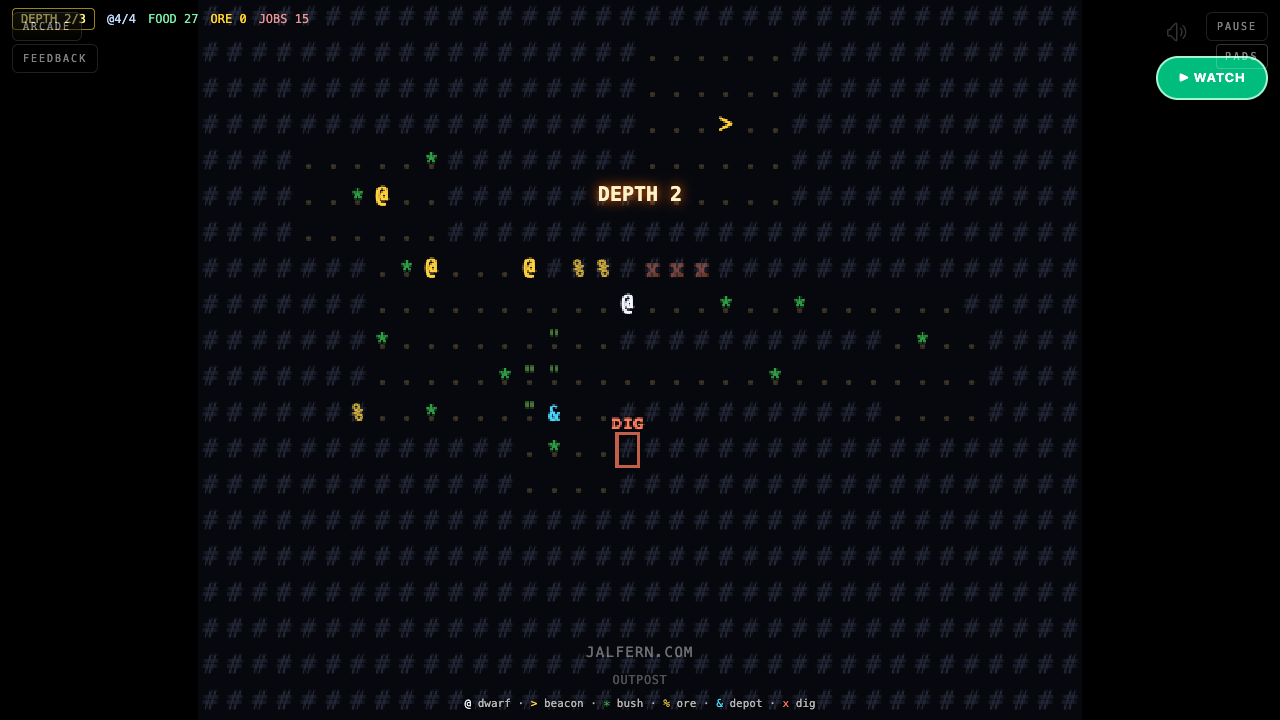 DEPTH 2/3 @4/4 FOOD 27 ORE 0 JOBS 15
ARCADE
FEEDBACK
PAUSE
PADS
▶ WATCH
DEPTH 2
DIG
JALFERN.COM
OUTPOST
@ dwarf · > beacon · * bush · % ore · & depot · x dig